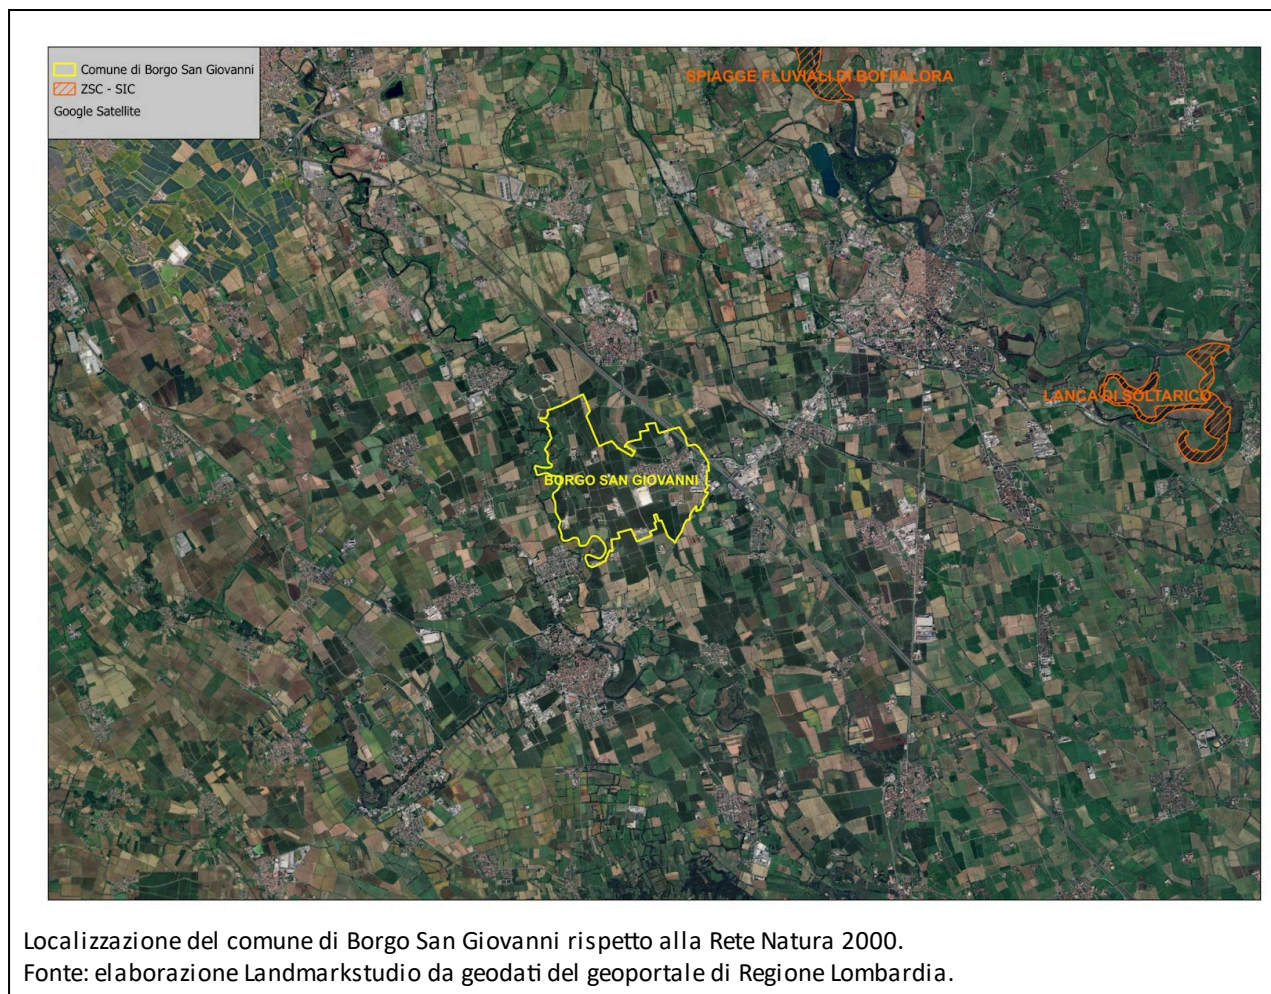 Comune di Borgo San Giovanni
ZSC - SIC
Google Satellite
SPIAGGE FLUVIALI DI BOFFALORA
LANCA DI SOLTARICO
BORGO SAN GIOVANNI
Localizzazione del comune di Borgo San Giovanni rispetto alla Rete Natura 2000.
Fonte: elaborazione Landmarkstudio da geodati del geoportale di Regione Lombardia.